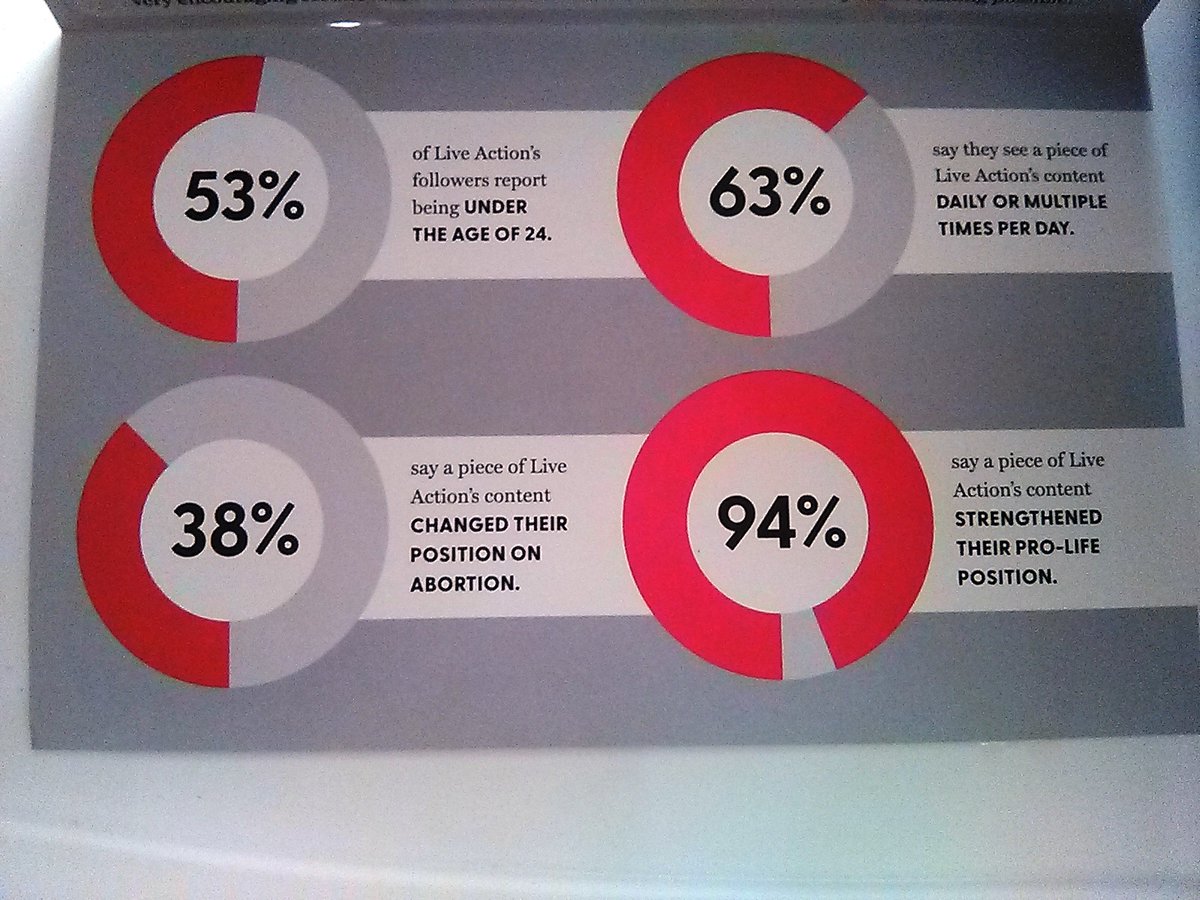 very encouraging
53%
of Live Action's
followers report
being UNDER
THE AGE OF 24.
63%
say they see a piece of
Live Action's content
DAILY OR MULTIPLE
TIMES PER DAY.
38%
say a piece of Live
Action's content
CHANGED THEIR
POSITION ON
ABORTION.
94%
say a piece of Live
Action's content
STRENGTHENED
THEIR PRO-LIFE
POSITION.